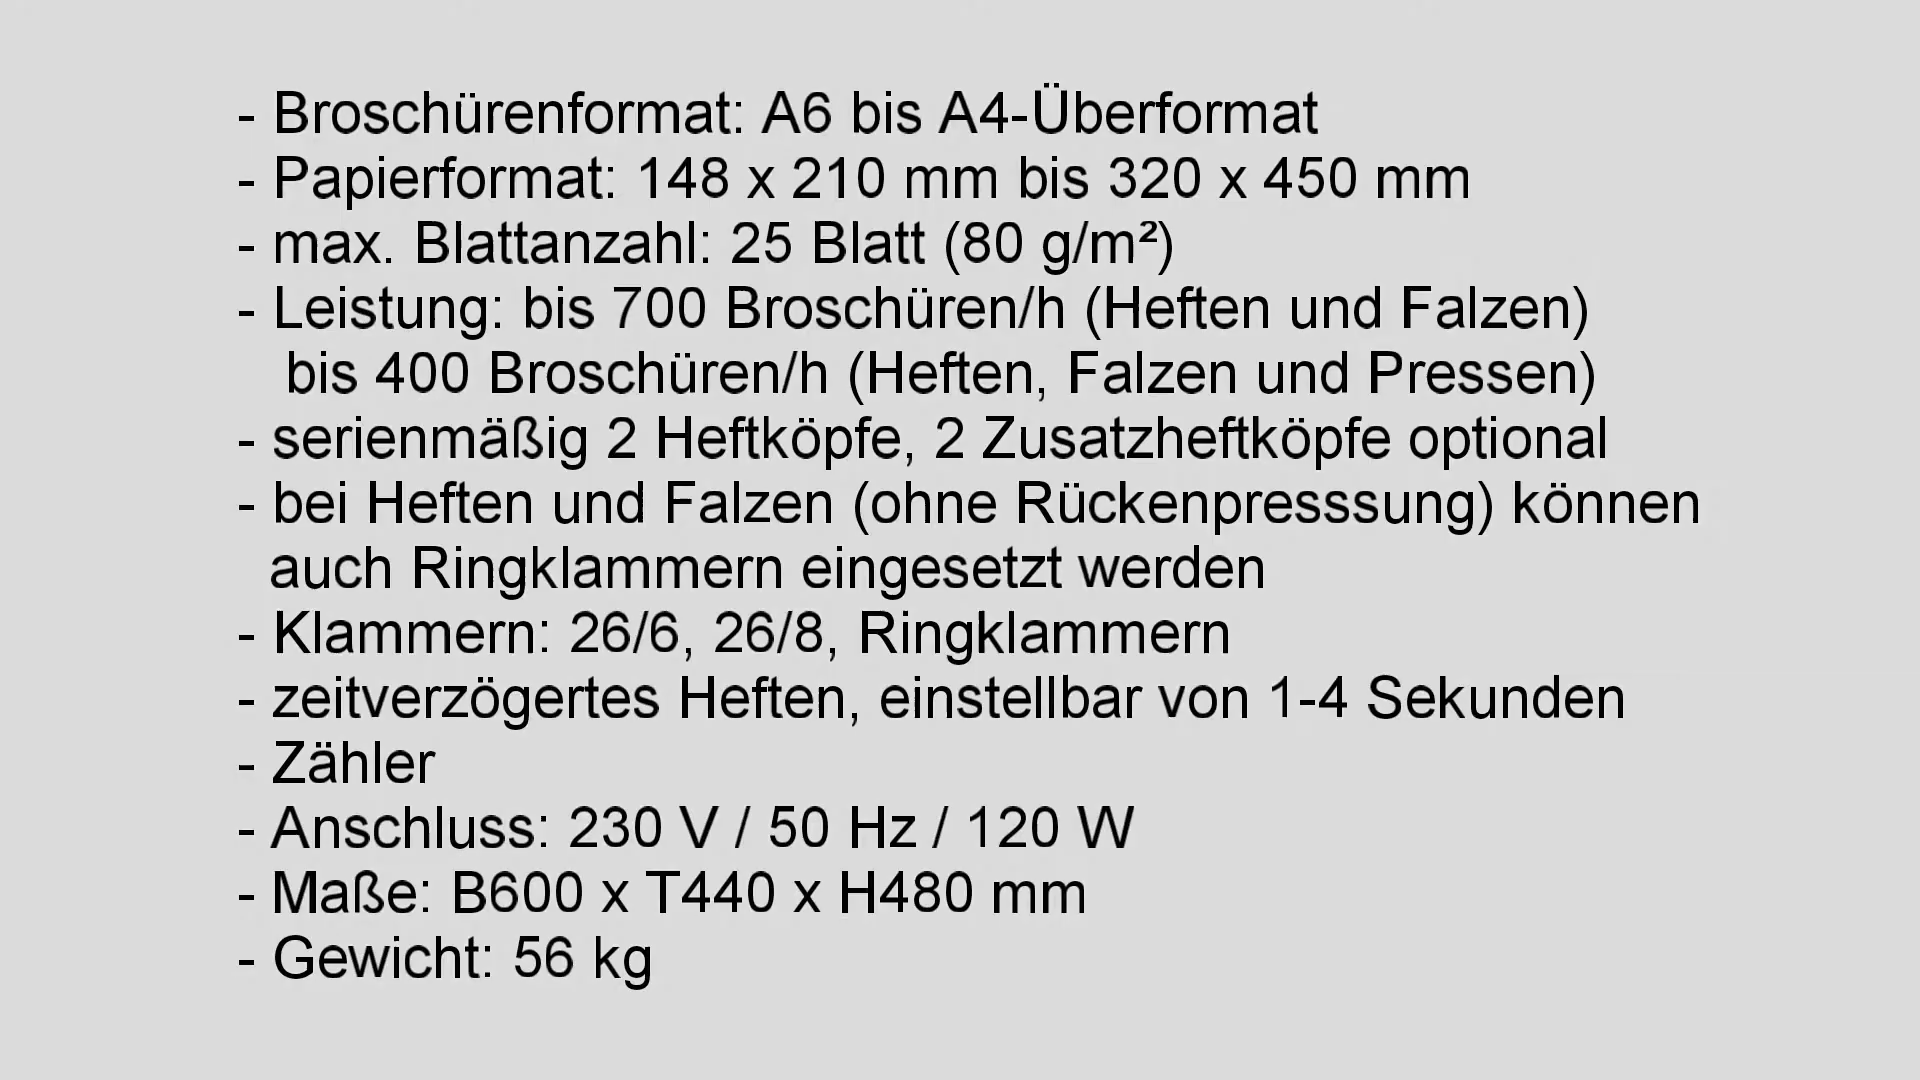 - Broschürenformat: A6 bis A4-Überformat
- Papierformat: 148 x 210 mm bis 320 x 450 mm
- max. Blattanzahl: 25 Blatt (80 g/m²)
- Leistung: bis 700 Broschüren/h (Heften und Falzen)
bis 400 Broschüren/h (Heften, Falzen und Pressen)
- serienmäßig 2 Heftköpfe, 2 Zusatzheftköpfe optional
- bei Heften und Falzen (ohne Rückenpresssung) können
auch Ringklammern eingesetzt werden
- Klammern: 26/6, 26/8, Ringklammern
- zeitverzögertes Heften, einstellbar von 1-4 Sekunden
- Zähler
- Anschluss: 230 V / 50 Hz / 120 W
- Maße: B600 x T440 x H480 mm
- Gewicht: 56 kg